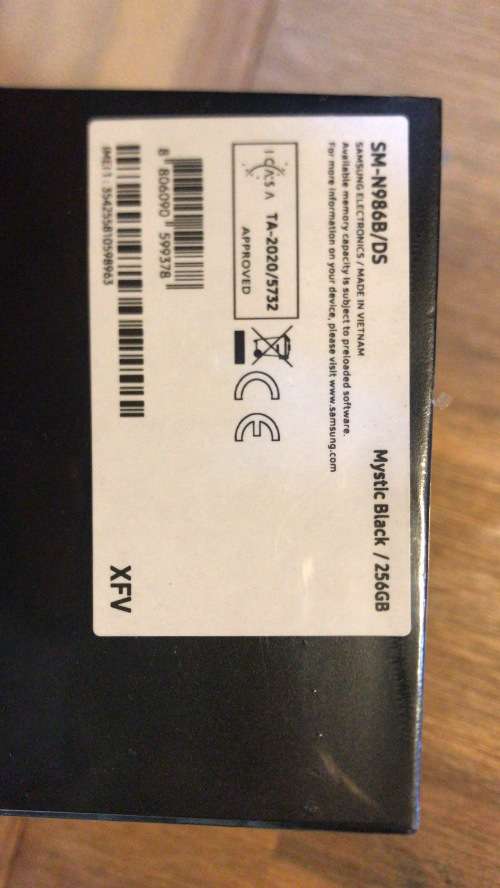 SM-N986B/DS
Mystic Black / 256GB
SAMSUNG ELECTRONICS / MADE IN VIETNAM
Available memory capacity is subject to preloaded software.
For more information on your device, please visit www.samsung.com
ICASA TA-2020/5732
APPROVED
CE
8 806090 599378
IMEI1: 354255810598963
XFV